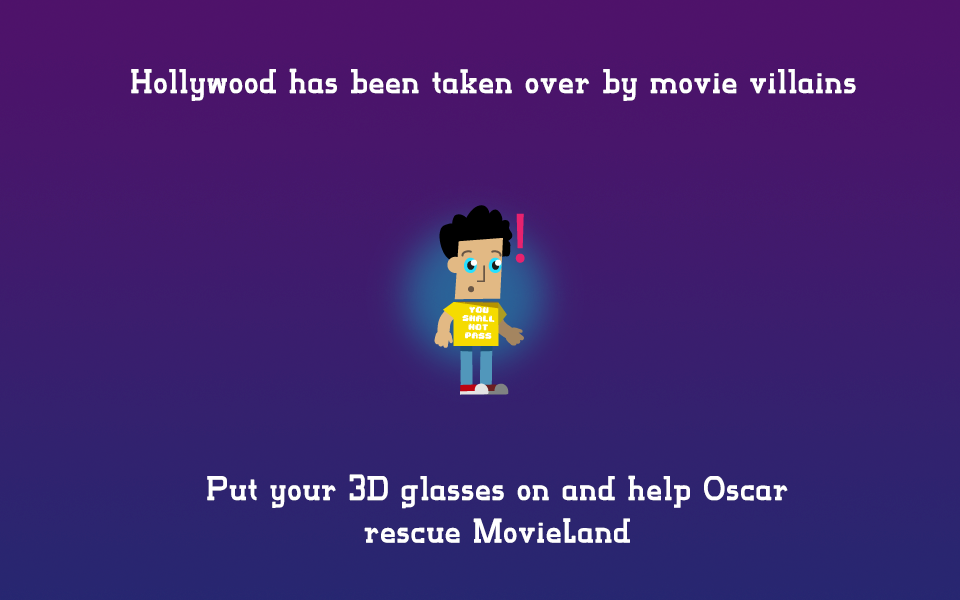 Hollywood has been taken over by movie villains
!
YOU
SHALL
NOT
PASS
Put your 3D glasses on and help Oscar
rescue MovieLand